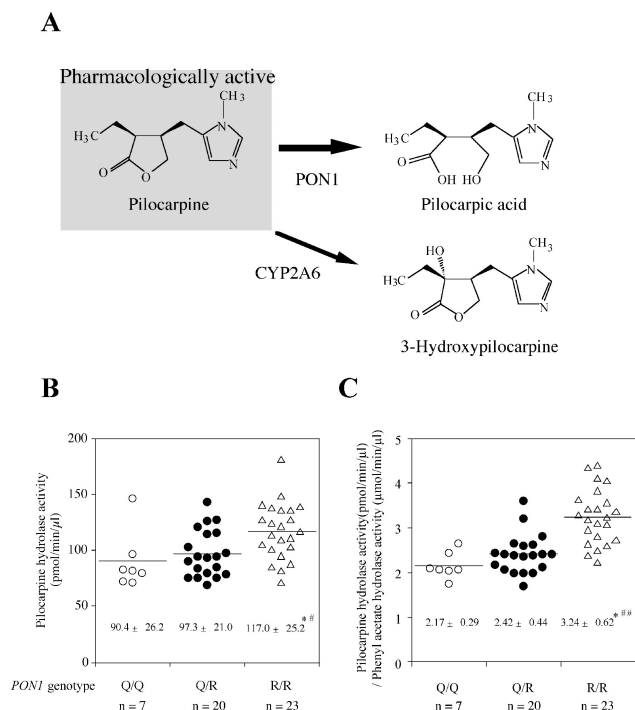 A
Pharmacologically active
CH3
H3C
N
N
O
O
Pilocarpine
PON1
CH3
H3C
N
N
O
OH HO
Pilocarpic acid
CYP2A6
HO
CH3
H3C
N
N
O
O
3-Hydroxypilocarpine
B
Pilocarpine hydrolase activity
(pmol/min/μl)
200
150
100
50
0
90.4 ± 26.2
97.3 ± 21.0
117.0 ± 25.2 * #
PON1 genotype
Q/Q Q/R R/R
n = 7 n = 20 n = 23
C
Pilocarpine hydrolase activity(pmol/min/μl)
/ Phenyl acetate hydrolase activity (μmol/min/μl)
5
4
3
2
1
0
2.17 ± 0.29
2.42 ± 0.44
3.24 ± 0.62 * ##
Q/Q Q/R R/R
n = 7 n = 20 n = 23